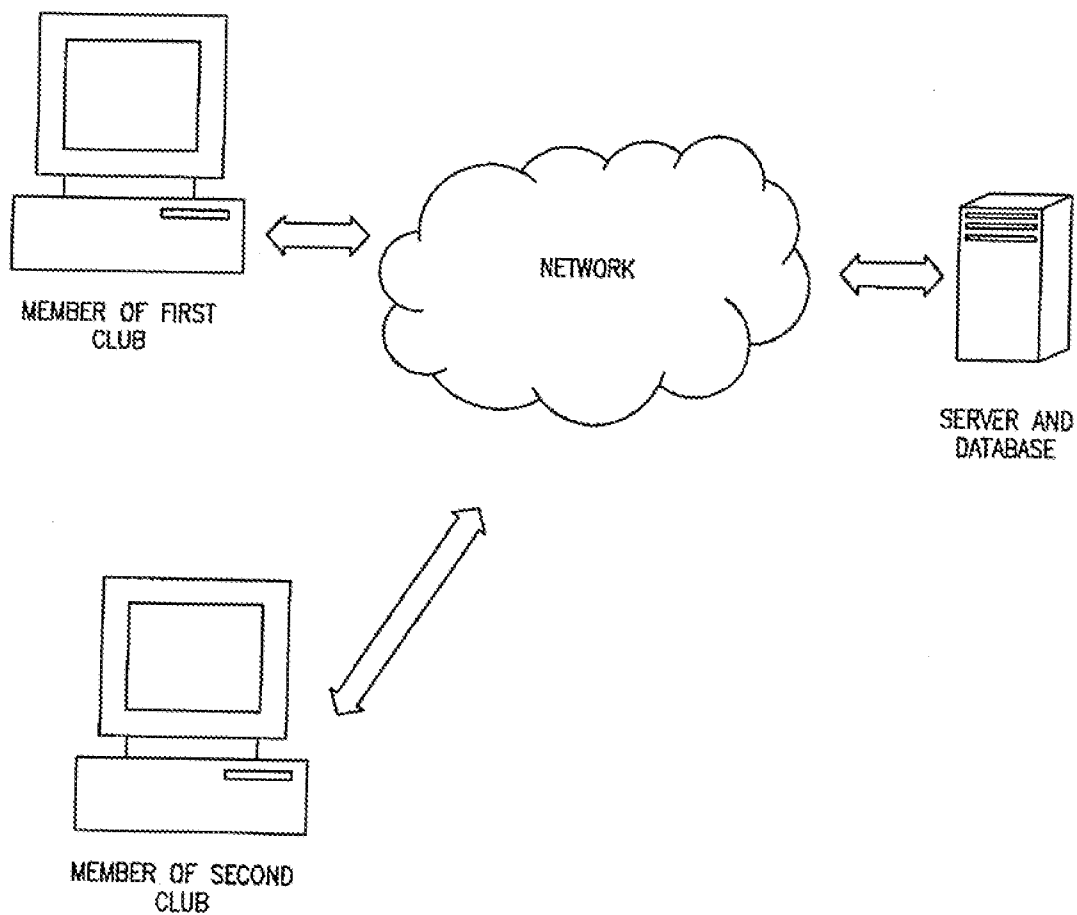 MEMBER OF FIRST
CLUB
NETWORK
SERVER AND
DATABASE
MEMBER OF SECOND
CLUB